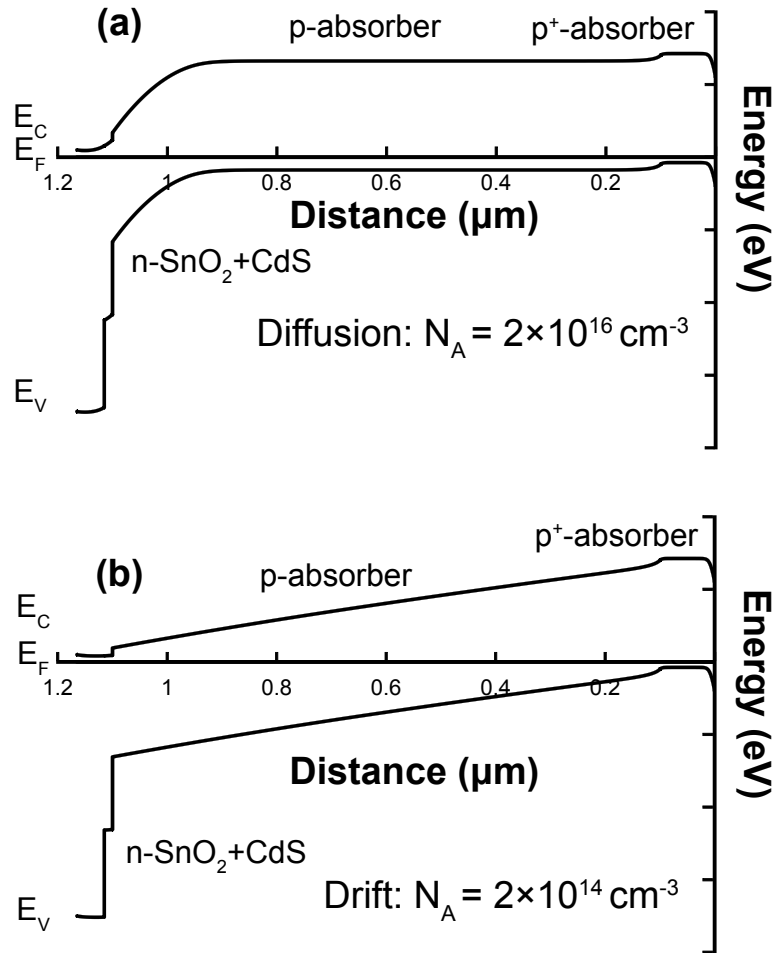 (a)
p-absorber
p⁺-absorber
E_C
E_F
1.2 1 0.8 0.6 0.4 0.2
Distance (µm)
Energy (eV)
n-SnO₂+CdS
Diffusion: N_A = 2×10¹⁶ cm⁻³
E_V
(b)
p-absorber
p⁺-absorber
E_C
E_F
1.2 1 0.8 0.6 0.4 0.2
Distance (µm)
Energy (eV)
n-SnO₂+CdS
Drift: N_A = 2×10¹⁴ cm⁻³
E_V